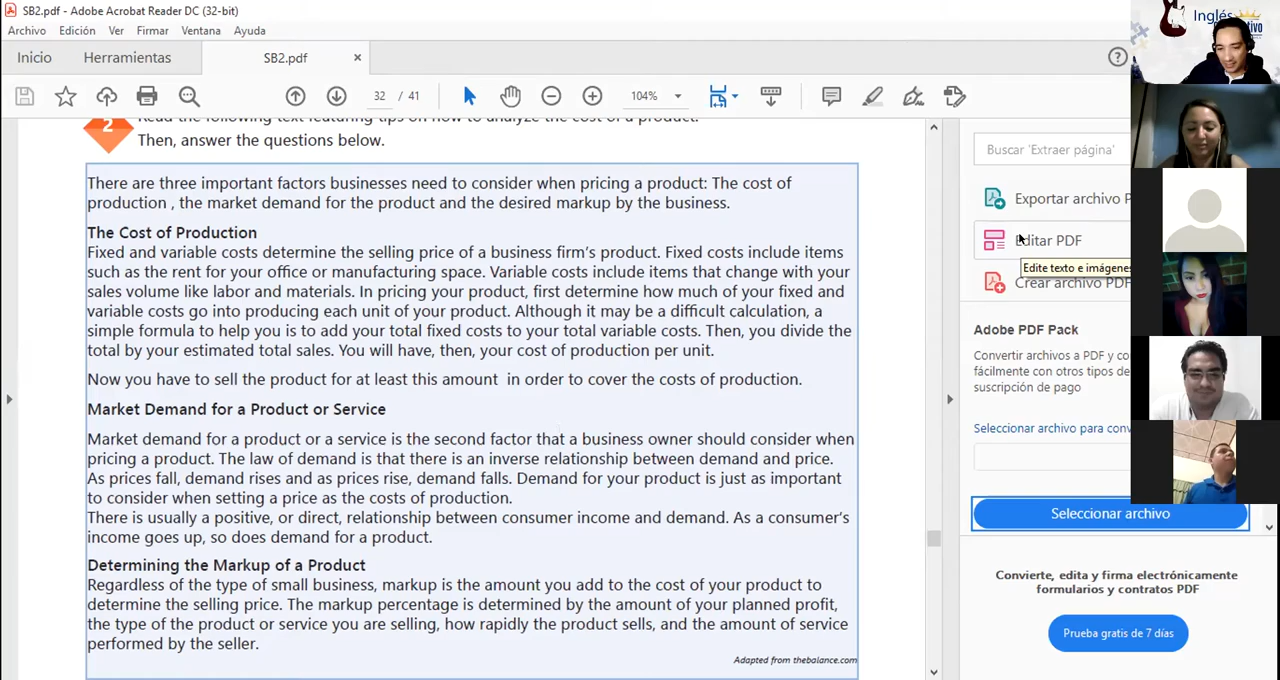 SB2.pdf - Adobe Acrobat Reader DC (32-bit)
Archivo Edición Ver Firmar Ventana Ayuda
Inicio Herramientas SB2.pdf ×
32 / 41 104%
2
Read the following text featuring tips on how to analyze the cost of a product.
Then, answer the questions below.
There are three important factors businesses need to consider when pricing a product: The cost of
production , the market demand for the product and the desired markup by the business.
The Cost of Production
Fixed and variable costs determine the selling price of a business firm's product. Fixed costs include items
such as the rent for your office or manufacturing space. Variable costs include items that change with your
sales volume like labor and materials. In pricing your product, first determine how much of your fixed and
variable costs go into producing each unit of your product. Although it may be a difficult calculation, a
simple formula to help you is to add your total fixed costs to your total variable costs. Then, you divide the
total by your estimated total sales. You will have, then, your cost of production per unit.
Now you have to sell the product for at least this amount in order to cover the costs of production.
Market Demand for a Product or Service
Market demand for a product or a service is the second factor that a business owner should consider when
pricing a product. The law of demand is that there is an inverse relationship between demand and price.
As prices fall, demand rises and as prices rise, demand falls. Demand for your product is just as important
to consider when setting a price as the costs of production.
There is usually a positive, or direct, relationship between consumer income and demand. As a consumer's
income goes up, so does demand for a product.
Determining the Markup of a Product
Regardless of the type of small business, markup is the amount you add to the cost of your product to
determine the selling price. The markup percentage is determined by the amount of your planned profit,
the type of the product or service you are selling, how rapidly the product sells, and the amount of service
performed by the seller.
Adapted from thebalance.com
Buscar 'Extraer página'
Exportar archivo P
Editar PDF
Edite texto e imágenes
Crear archivo PDF
Adobe PDF Pack
Convertir archivos a PDF y co
fácilmente con otros tipos de
suscripción de pago
Seleccionar archivo para conv
Seleccionar archivo
Convierte, edita y firma electrónicamente
formularios y contratos PDF
Prueba gratis de 7 días
Inglés